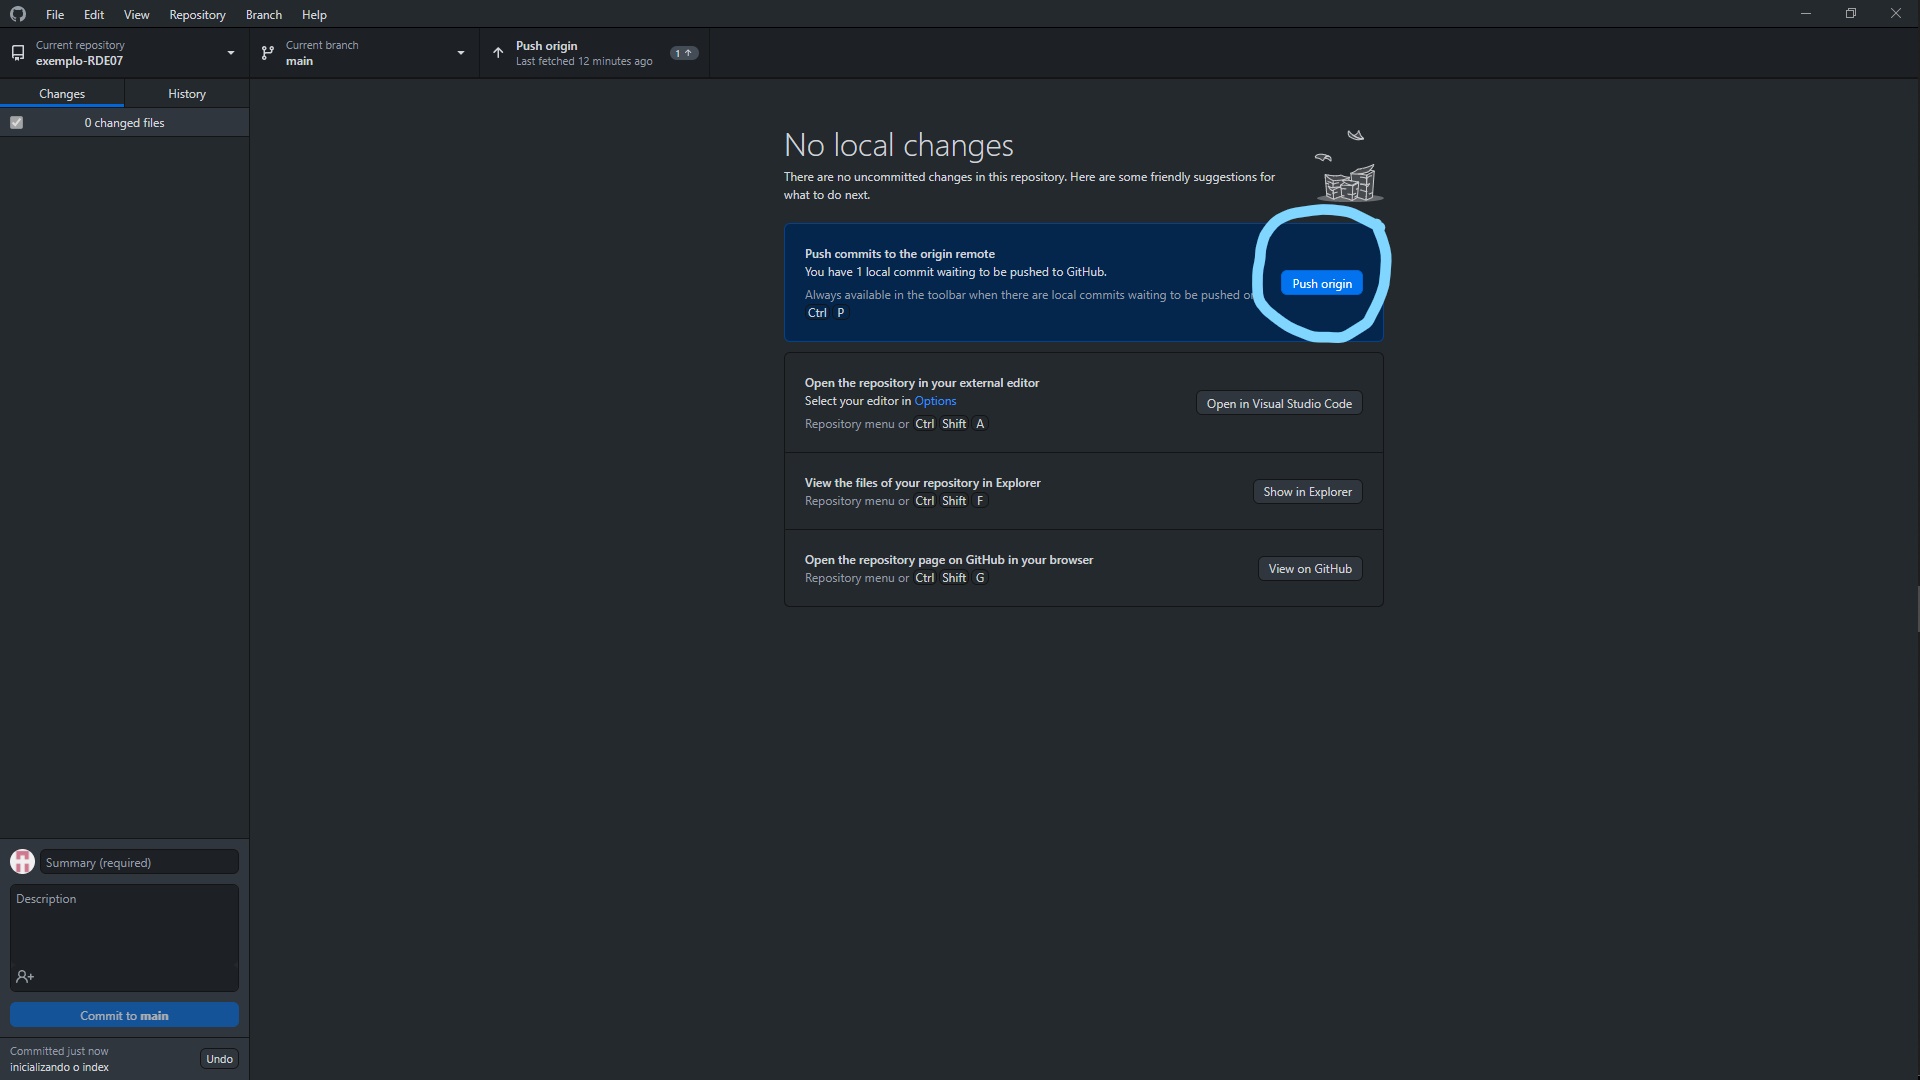 File Edit View Repository Branch Help
Current repository
exemplo-RDE07
Current branch
main
Push origin
Last fetched 12 minutes ago
1
Changes History
0 changed files
No local changes
There are no uncommitted changes in this repository. Here are some friendly suggestions for
what to do next.
Push commits to the origin remote
You have 1 local commit waiting to be pushed to GitHub.
Always available in the toolbar when there are local commits waiting to be pushed
Ctrl P
Push origin
Open the repository in your external editor
Select your editor in Options
Repository menu or Ctrl Shift A
Open in Visual Studio Code
View the files of your repository in Explorer
Repository menu or Ctrl Shift F
Show in Explorer
Open the repository page on GitHub in your browser
Repository menu or Ctrl Shift G
View on GitHub
Summary (required)
Description
Commit to main
Committed just now
inicializando o index
Undo